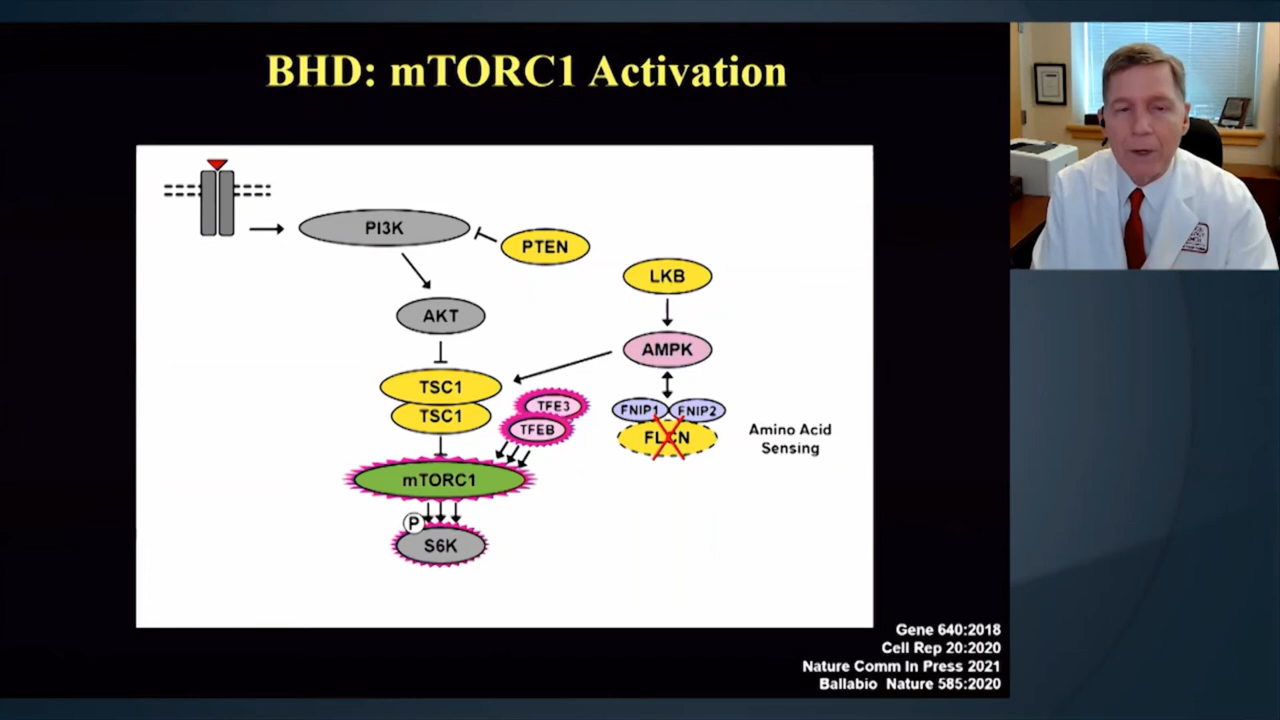 BHD: mTORC1 Activation
PI3K
PTEN
LKB
AKT
AMPK
TSC1
TSC1
TFE3
TFEB
FNIP1
FNIP2
FLCN
Amino Acid
Sensing
mTORC1
P
S6K
Gene 640:2018
Cell Rep 20:2020
Nature Comm In Press 2021
Ballabio Nature 585:2020